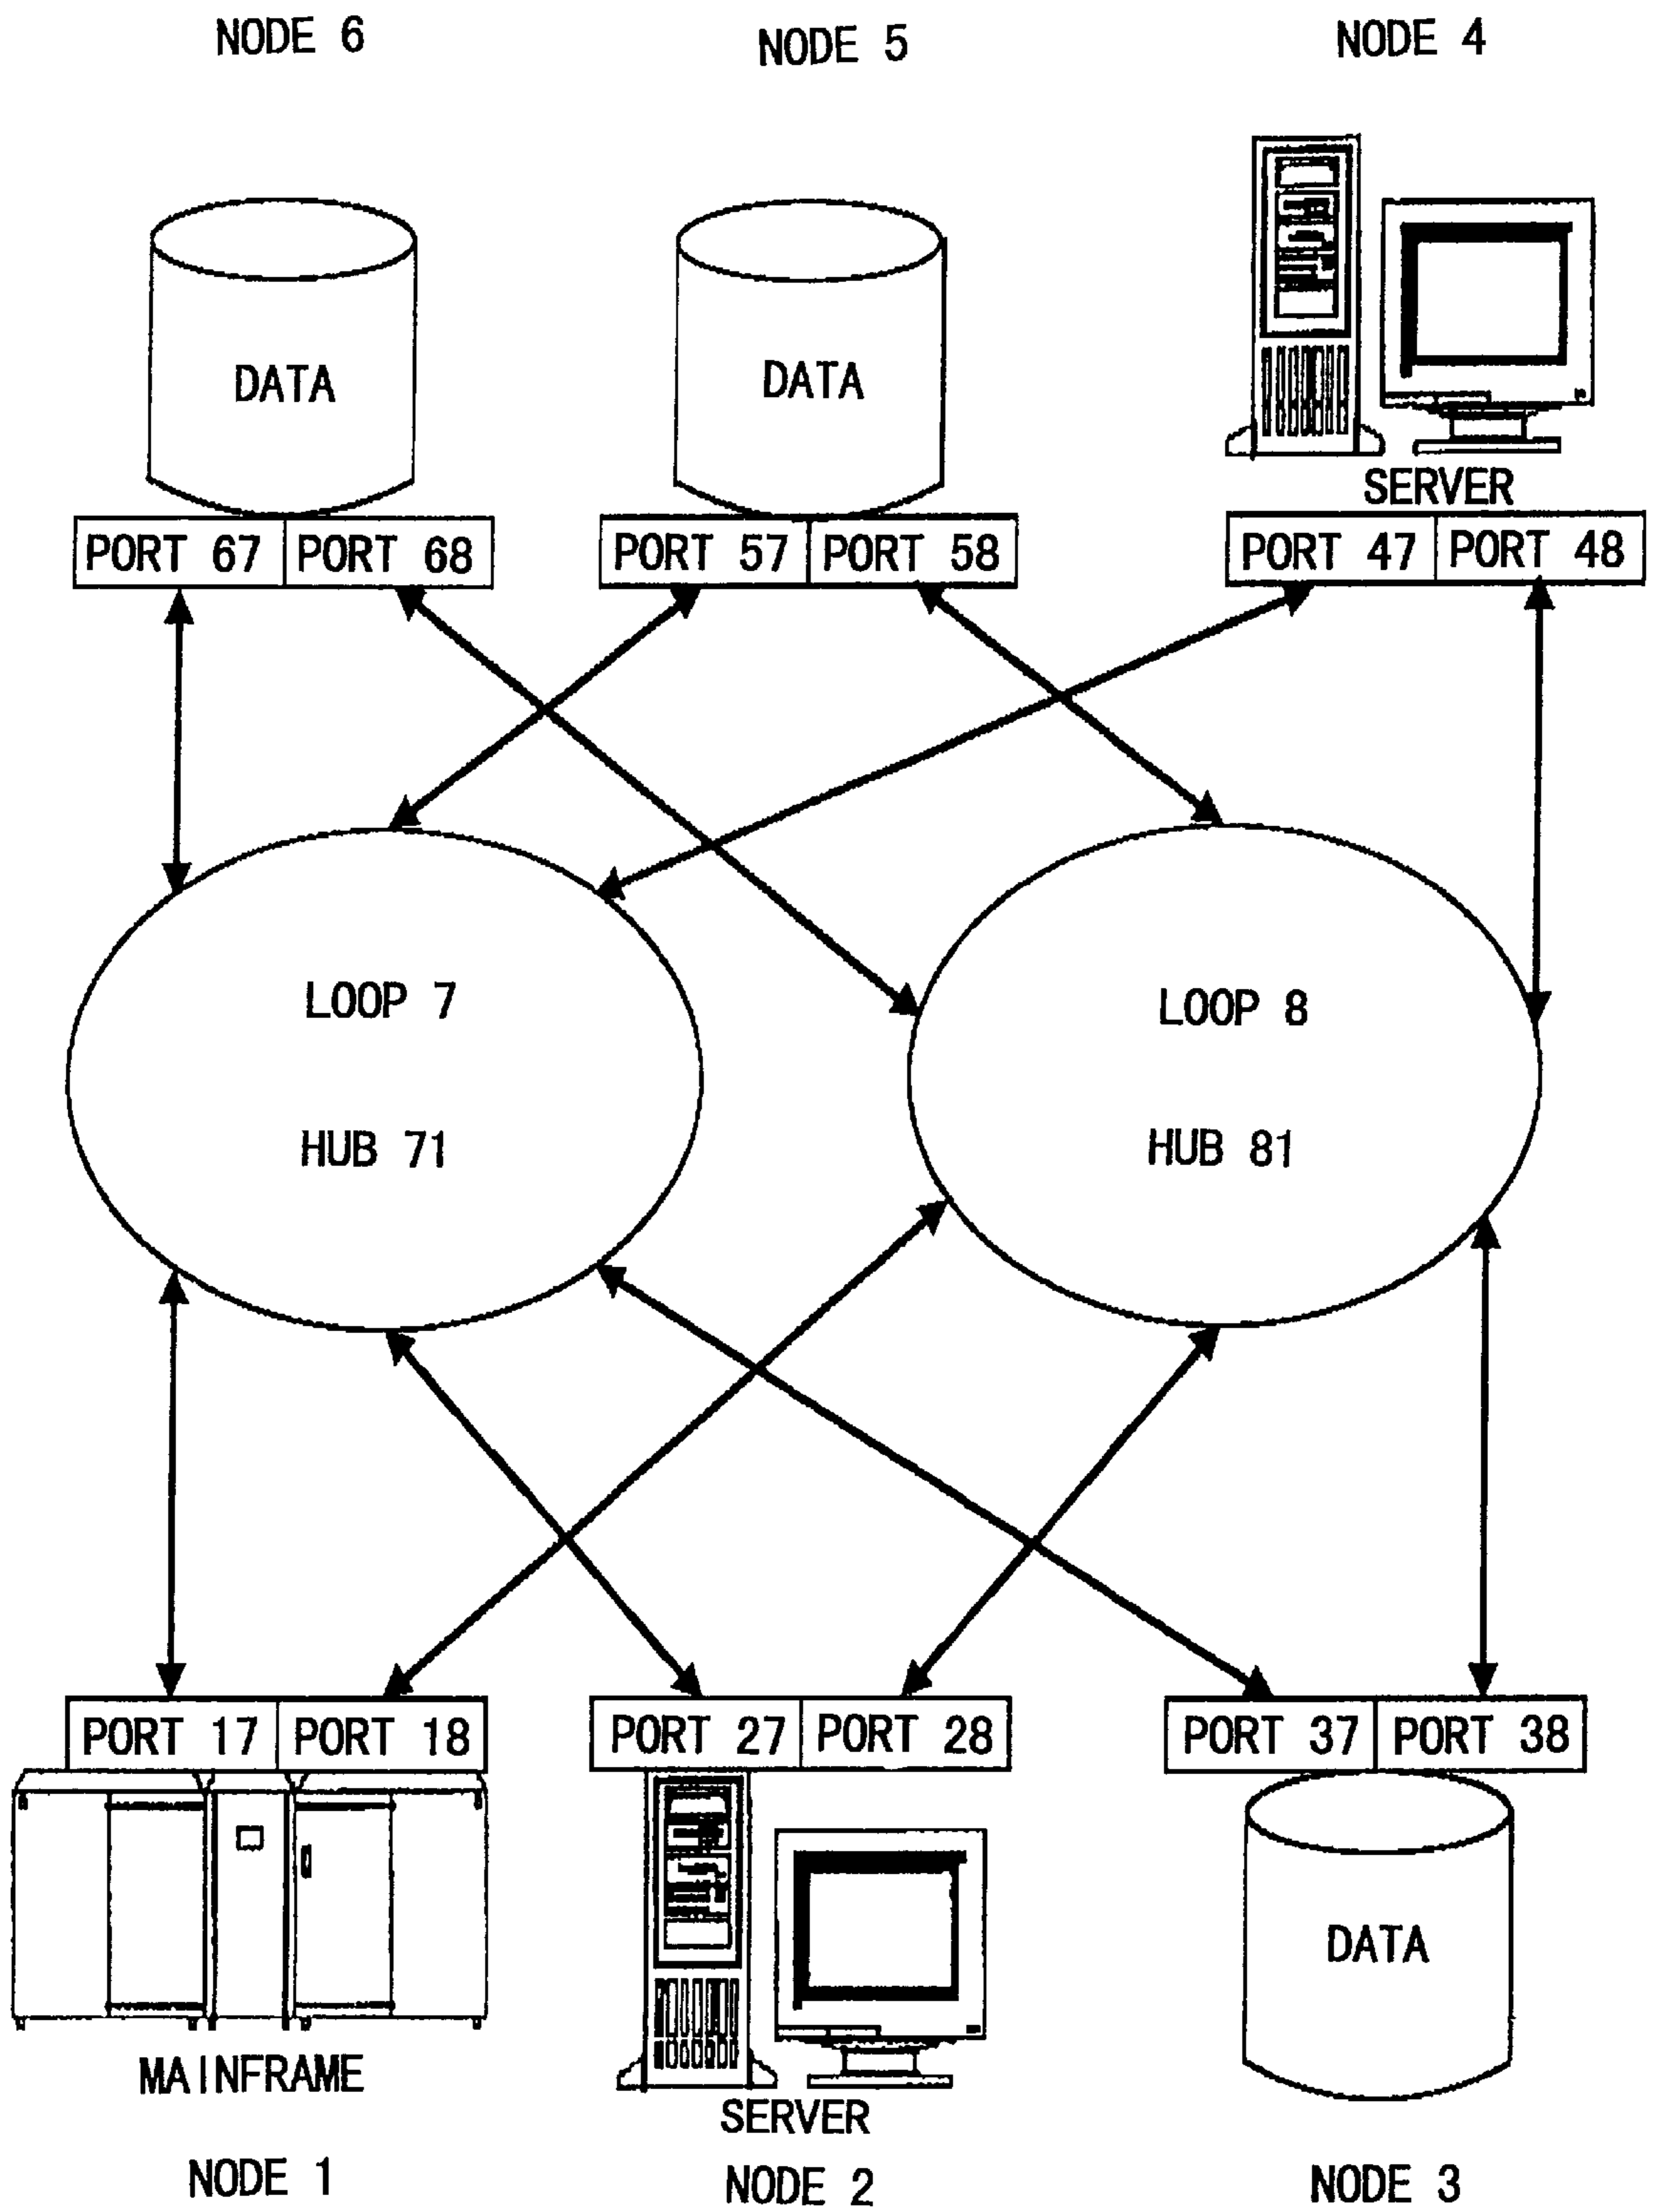 NODE 6
NODE 5
NODE 4
DATA
DATA
SERVER
PORT 67
PORT 68
PORT 57
PORT 58
PORT 47
PORT 48
LOOP 7
LOOP 8
HUB 71
HUB 81
PORT 17
PORT 18
PORT 27
PORT 28
PORT 37
PORT 38
DATA
MAINFRAME
SERVER
NODE 1
NODE 2
NODE 3